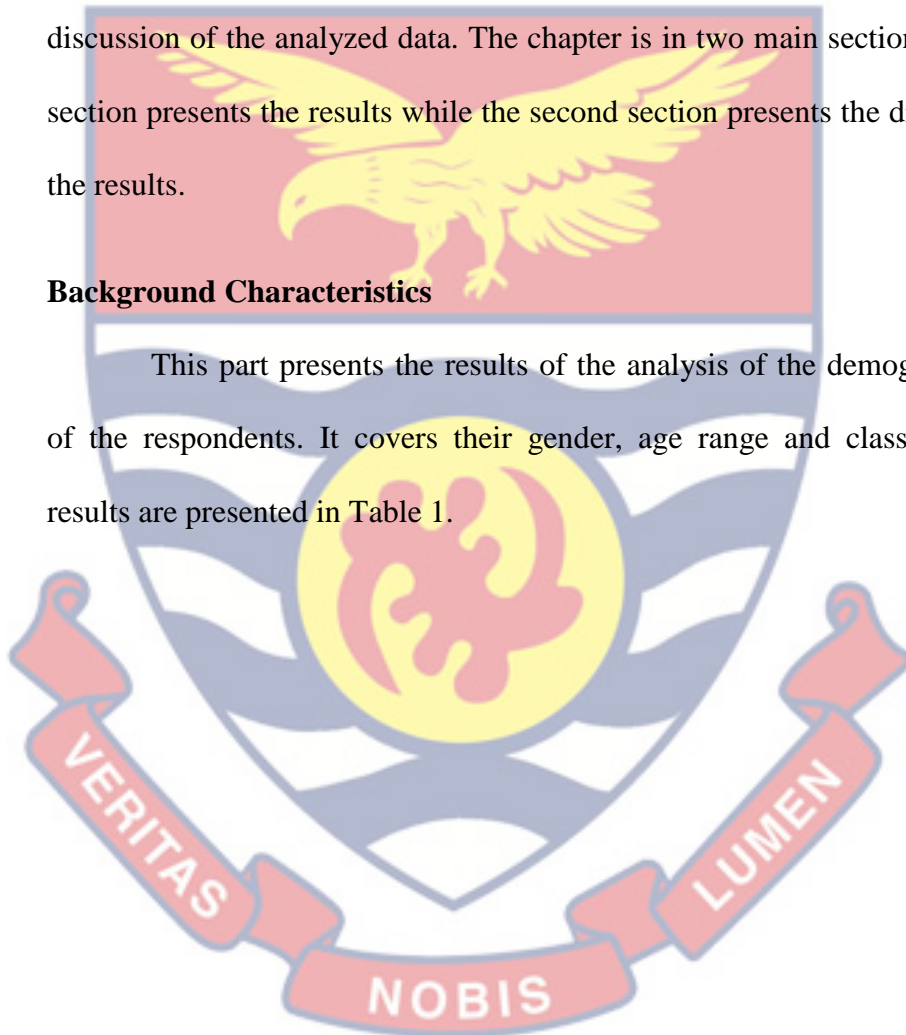 discussion of the analyzed data. The chapter is in two main section
section presents the results while the second section presents the d
the results.
Background Characteristics
This part presents the results of the analysis of the demog
of the respondents. It covers their gender, age range and class
results are presented in Table 1.
VERITAS
NOBIS
LUMEN